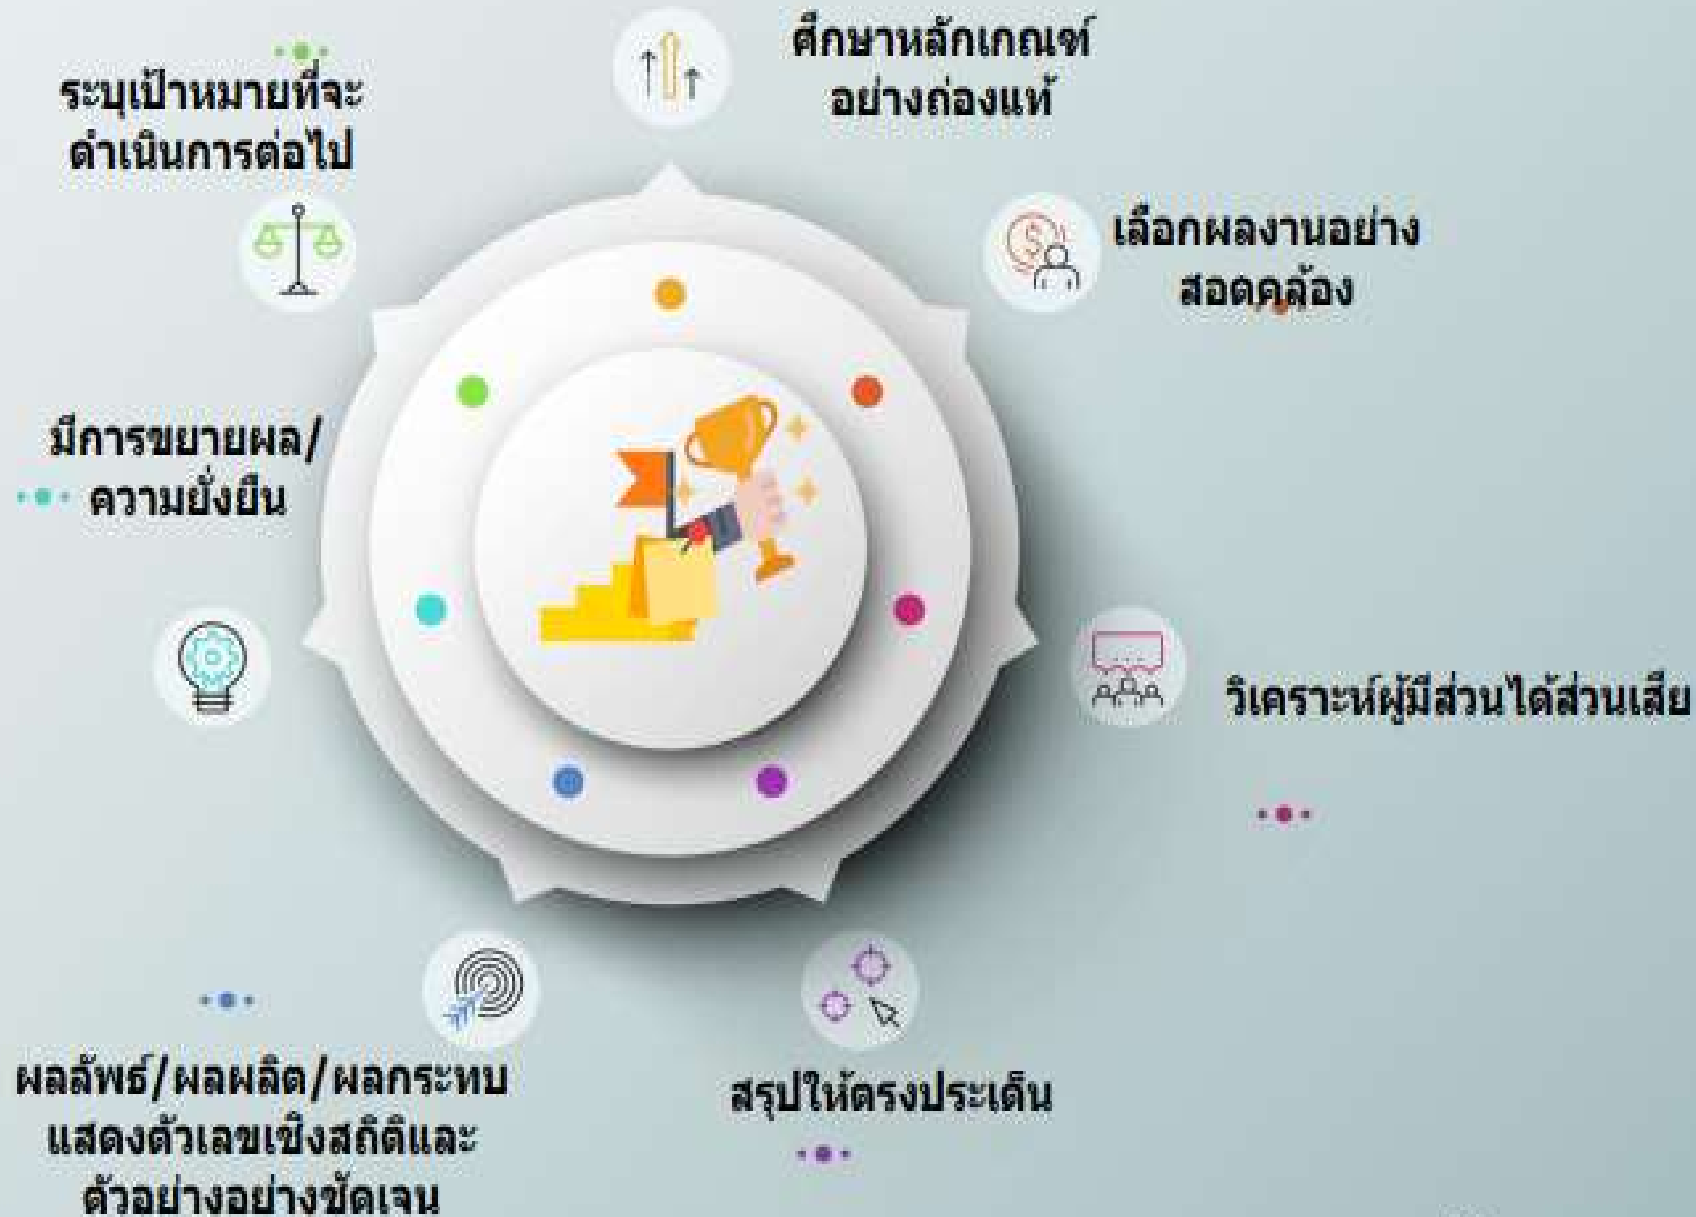 ศึกษาหลักเกณฑ์
อย่างถ่องแท้
เลือกผลงานอย่าง
สอดคล้อง
วิเคราะห์ผู้มีส่วนได้ส่วนเสีย
สรุปให้ตรงประเด็น
ผลลัพธ์/ผลผลิต/ผลกระทบ
แสดงตัวเลขเชิงสถิติและ
ตัวอย่างอย่างชัดเจน
มีการขยายผล/
ความยั่งยืน
ระบุเป้าหมายที่จะ
ดำเนินการต่อไป